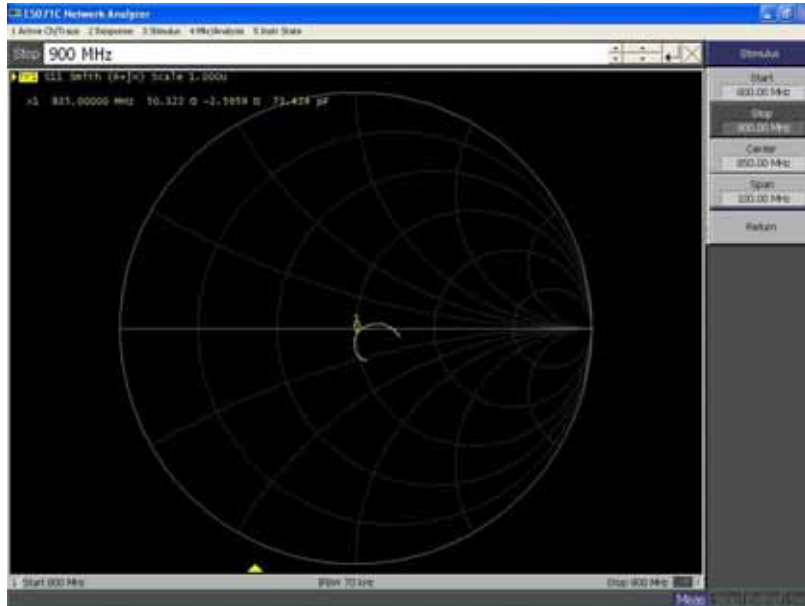 E5071C Network Analyzer
1 Active Ch/Trace 2 Response 3 Stimulus 4 Mkr/Analysis 5 Instr State
Stop 900 MHz
Stimulus
Tr1 S11 Smith (R+jX) Scale 1.000U
>1 835.00000 MHz 50.322 Ω -2.5959 Ω 73.428 pF
Start
800.00 MHz
Stop
900.00 MHz
Center
850.00 MHz
Span
100.00 MHz
Return
1
1 Start 800 MHz IFBW 70 kHz Stop 900 MHz
Meas